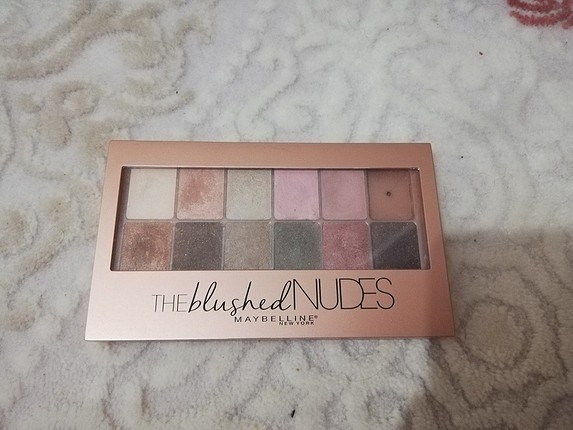 THE blushed NUDES
MAYBELLINE®
NEW YORK